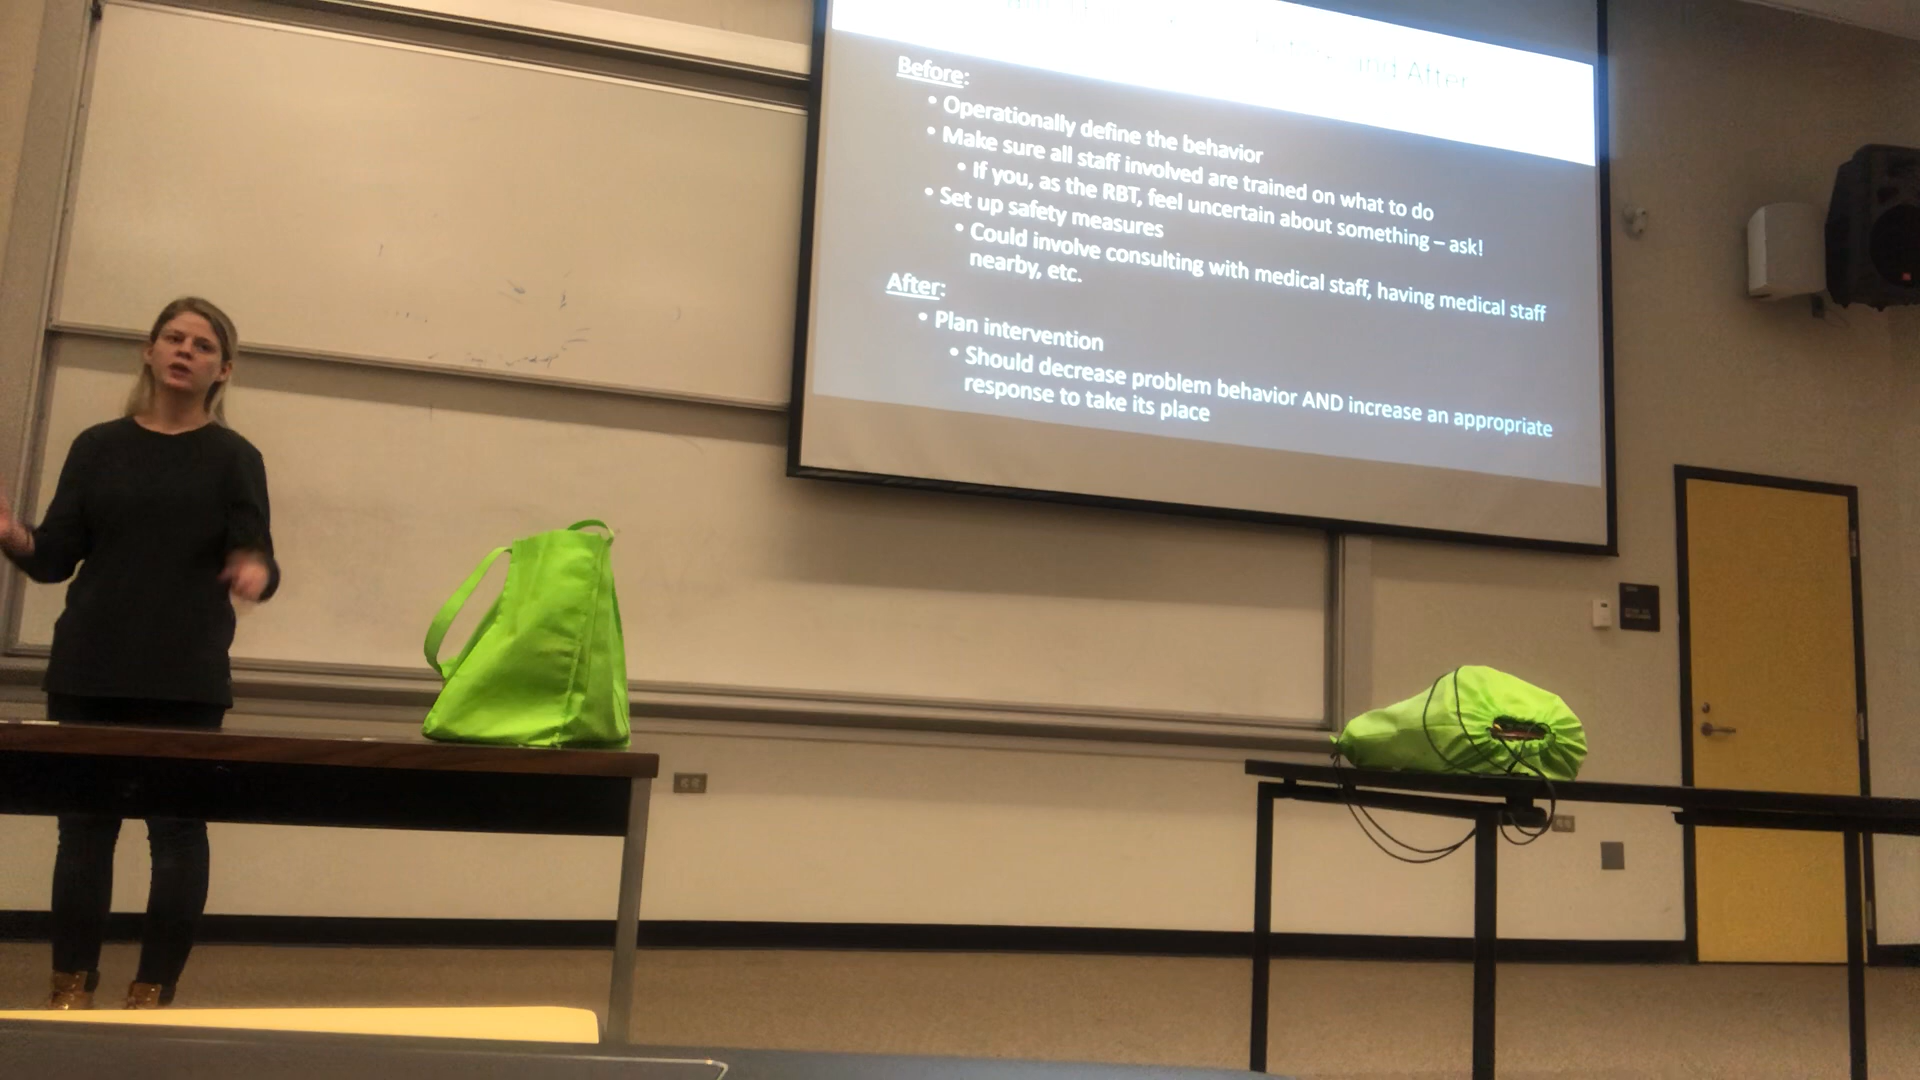 and After
Before:
• Operationally define the behavior
• Make sure all staff involved are trained on what to do
• If you, as the RBT, feel uncertain about something – ask!
• Set up safety measures
• Could involve consulting with medical staff, having medical staff
nearby, etc.
After:
• Plan intervention
• Should decrease problem behavior AND increase an appropriate
response to take its place